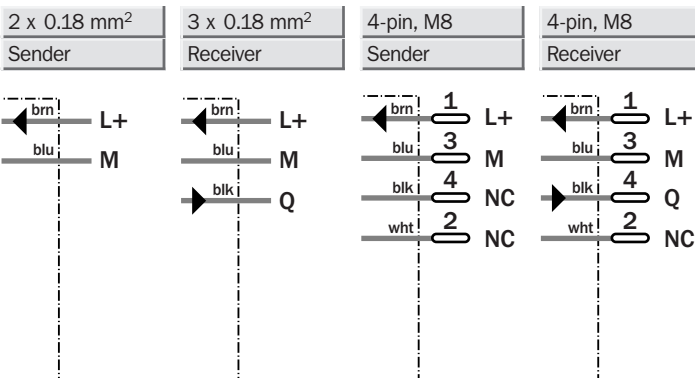 2 x 0.18 mm²
Sender
brn L+
blu M
3 x 0.18 mm²
Receiver
brn L+
blu M
blk Q
4-pin, M8
Sender
brn 1 L+
blu 3 M
blk 4 NC
wht 2 NC
4-pin, M8
Receiver
brn 1 L+
blu 3 M
blk 4 Q
wht 2 NC